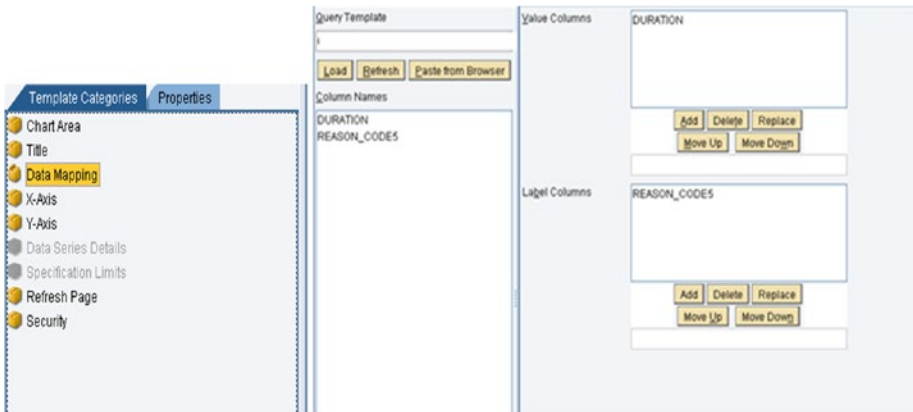 Template Categories Properties
Chart Area
Title
Data Mapping
X-Axis
Y-Axis
Data Series Details
Specification Limits
Refresh Page
Security
Query Template
i
Load Refresh Paste from Browser
Column Names
DURATION
REASON_CODE5
Value Columns
DURATION
Add Delete Replace
Move Up Move Down
Label Columns
REASON_CODE5
Add Delete Replace
Move Up Move Down